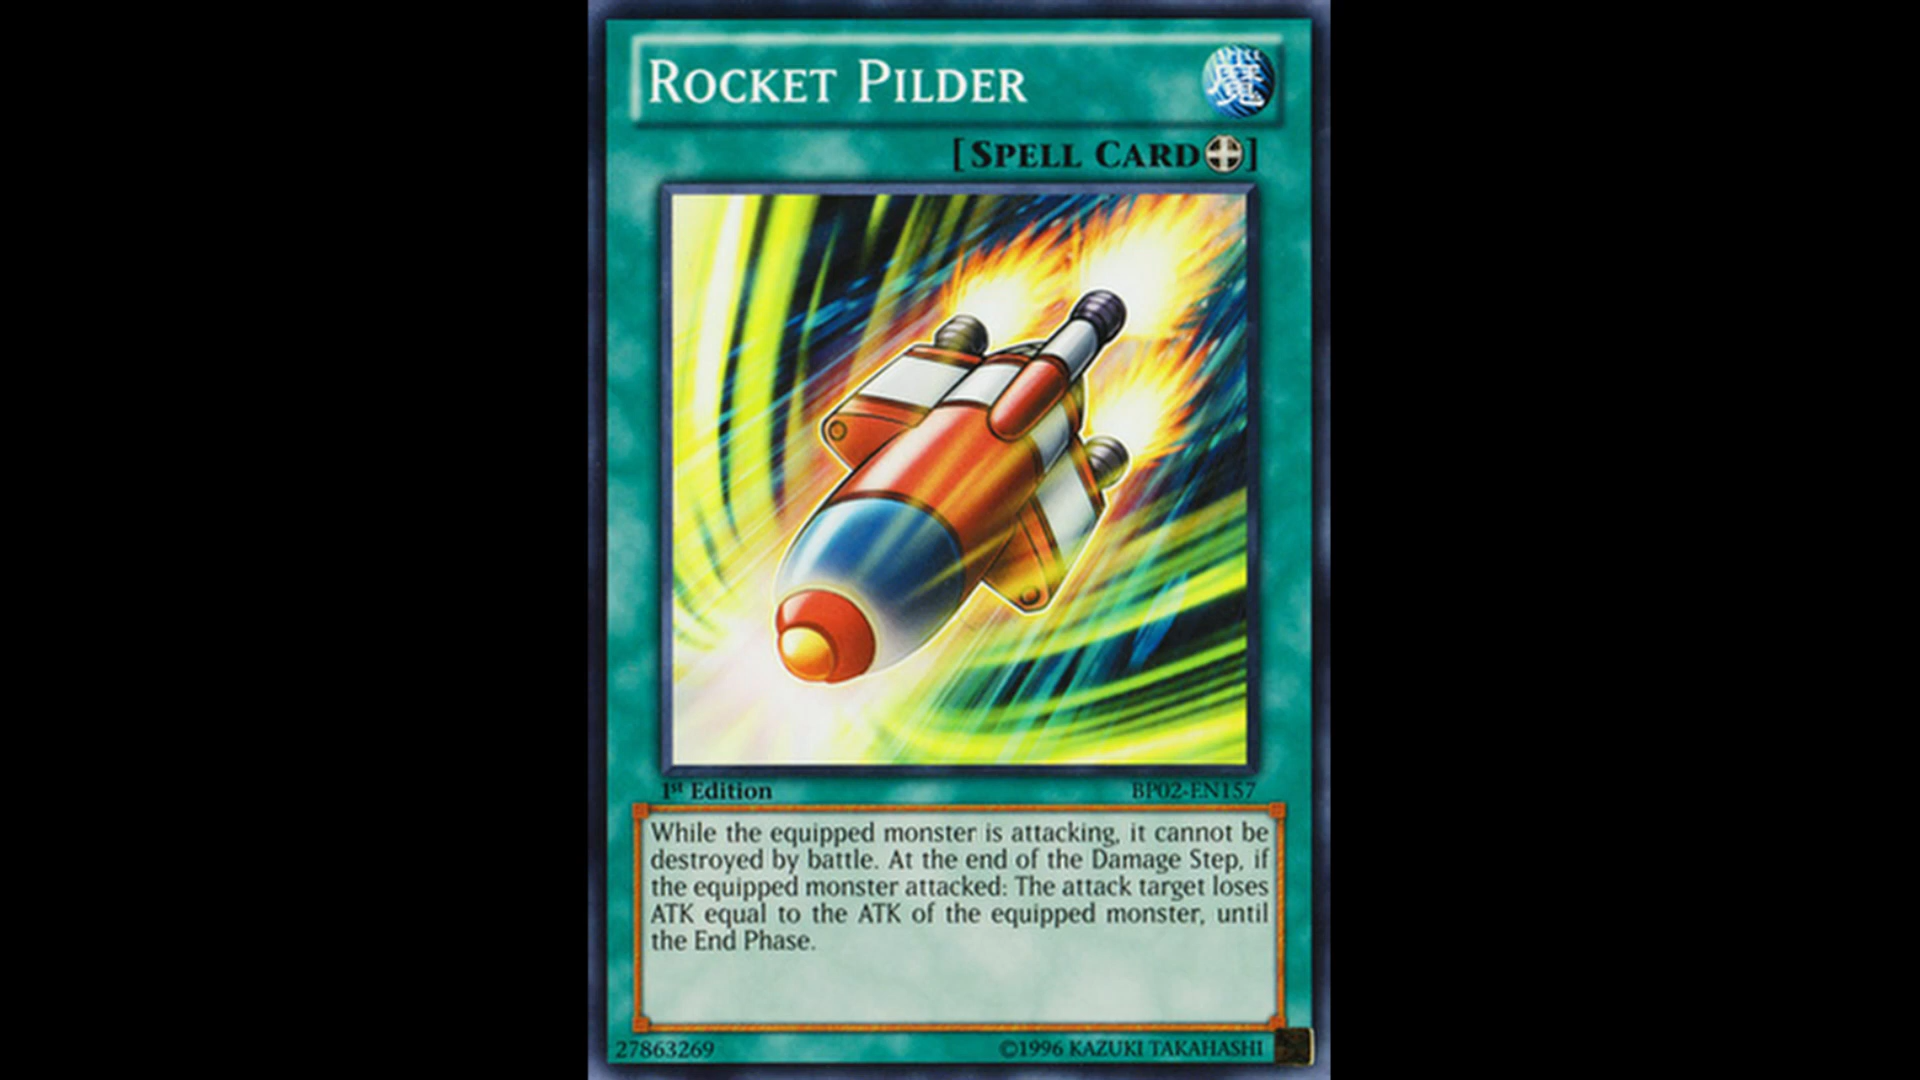 ROCKET PILDER
魔
[SPELL CARD]
1st Edition
BP02-EN157
While the equipped monster is attacking, it cannot be
destroyed by battle. At the end of the Damage Step, if
the equipped monster attacked: The attack target loses
ATK equal to the ATK of the equipped monster, until
the End Phase.
27863269
©1996 KAZUKI TAKAHASHI